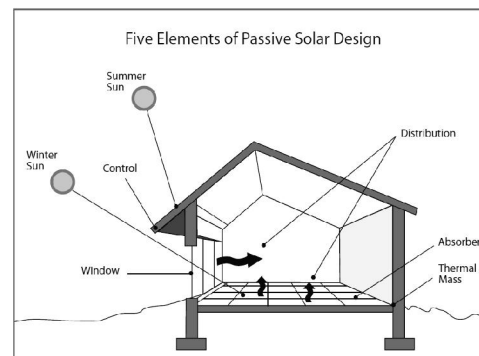 Five Elements of Passive Solar Design
Summer
Sun
Distribution
Winter
Sun
Control
Absorber
Window
Thermal
Mass